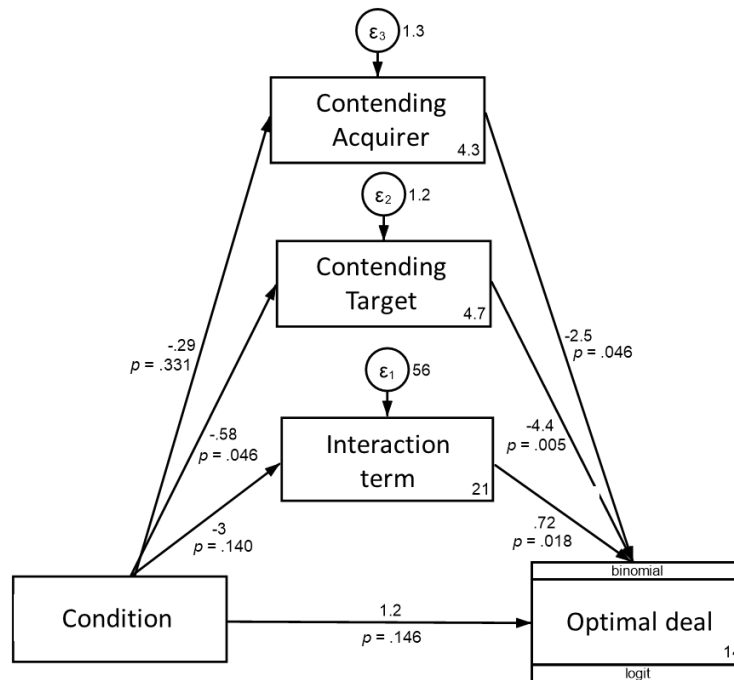 ε3 1.3
Contending
Acquirer
4.3
ε2 1.2
Contending
Target
4.7
-.29
p = .331
-2.5
p = .046
ε1 56
-.58
p = .046
Interaction
term
21
-4.4
p = .005
-3
p = .140
.72
p = .018
binomial
Condition
1.2
p = .146
Optimal deal
14
logit